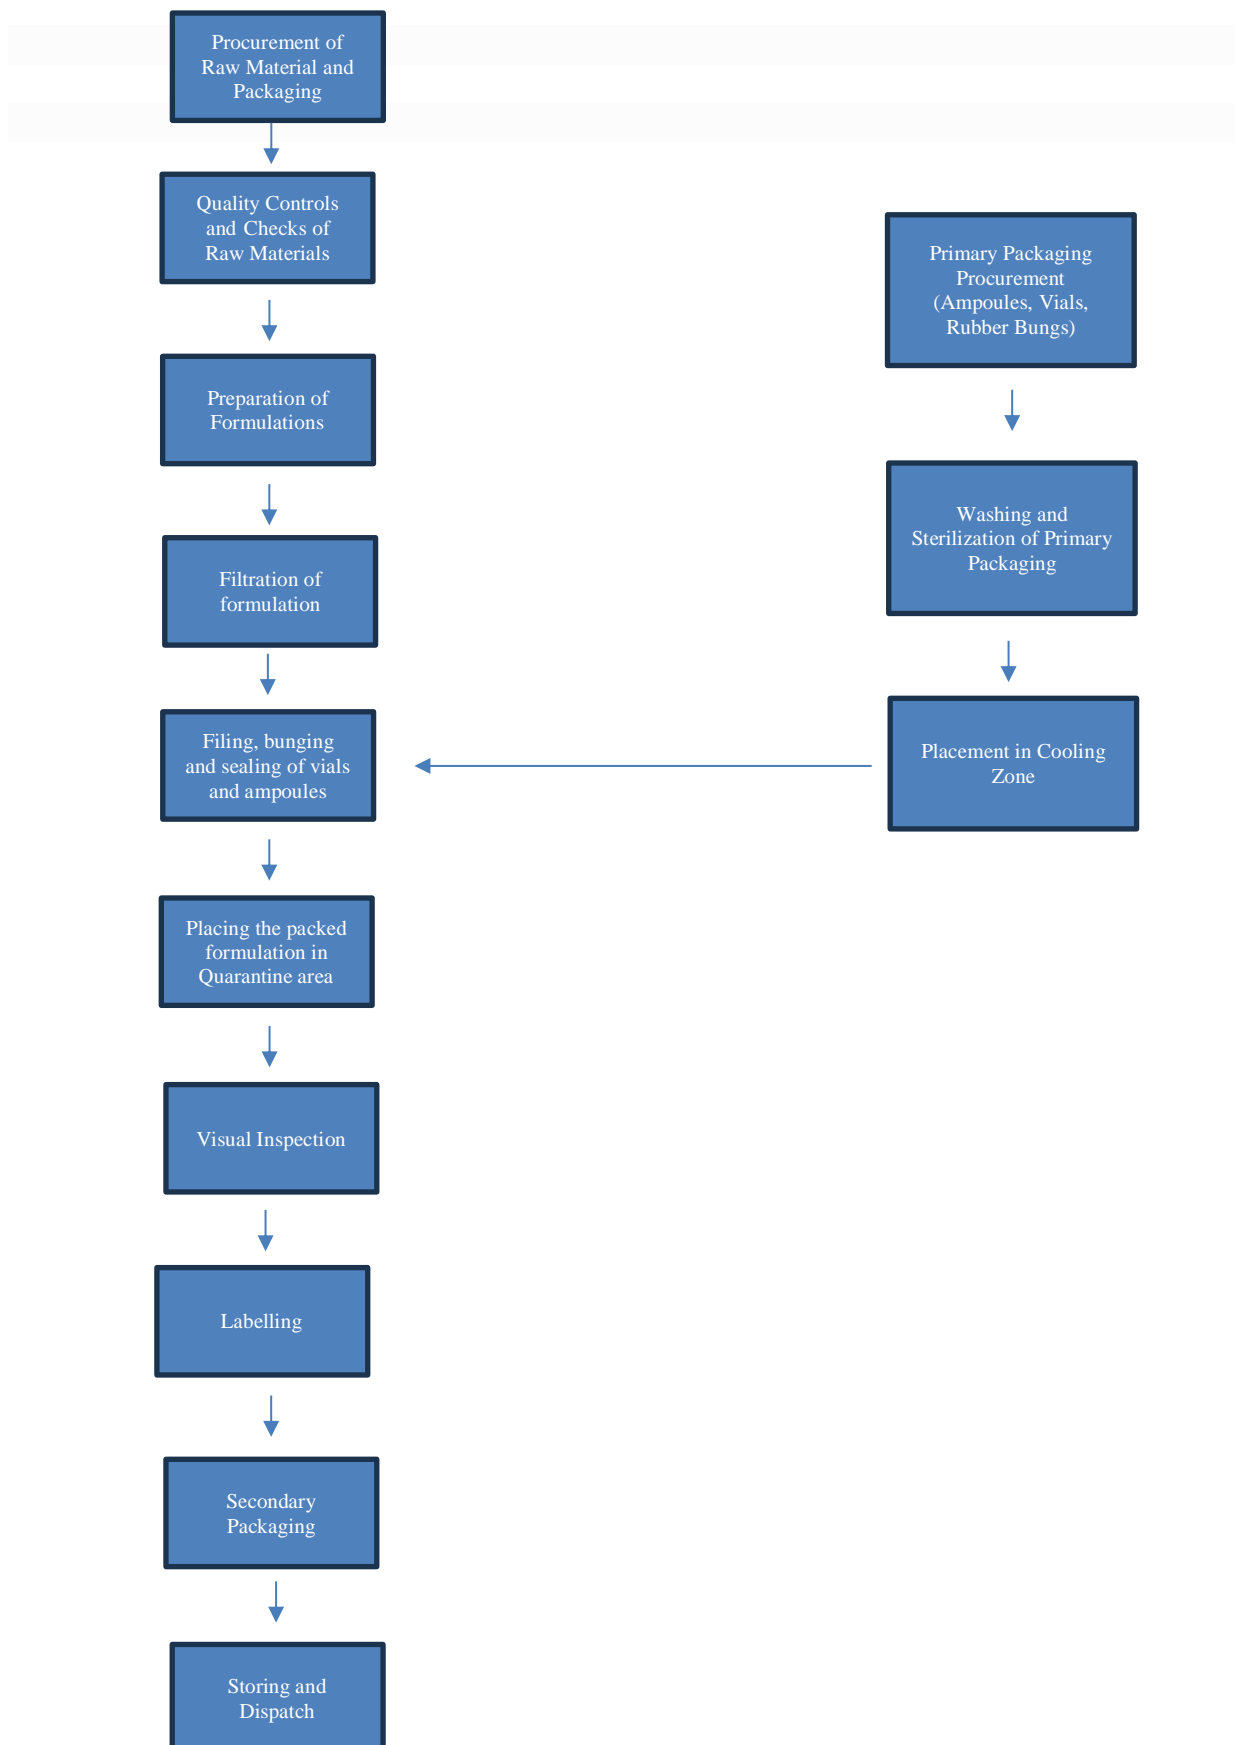 Procurement of
Raw Material and
Packaging
Quality Controls
and Checks of
Raw Materials
Preparation of
Formulations
Filtration of
formulation
Filing, bunging
and sealing of vials
and ampoules
Placing the packed
formulation in
Quarantine area
Visual Inspection
Labelling
Secondary
Packaging
Storing and
Dispatch
Primary Packaging
Procurement
(Ampoules, Vials,
Rubber Bungs)
Washing and
Sterilization of Primary
Packaging
Placement in Cooling
Zone